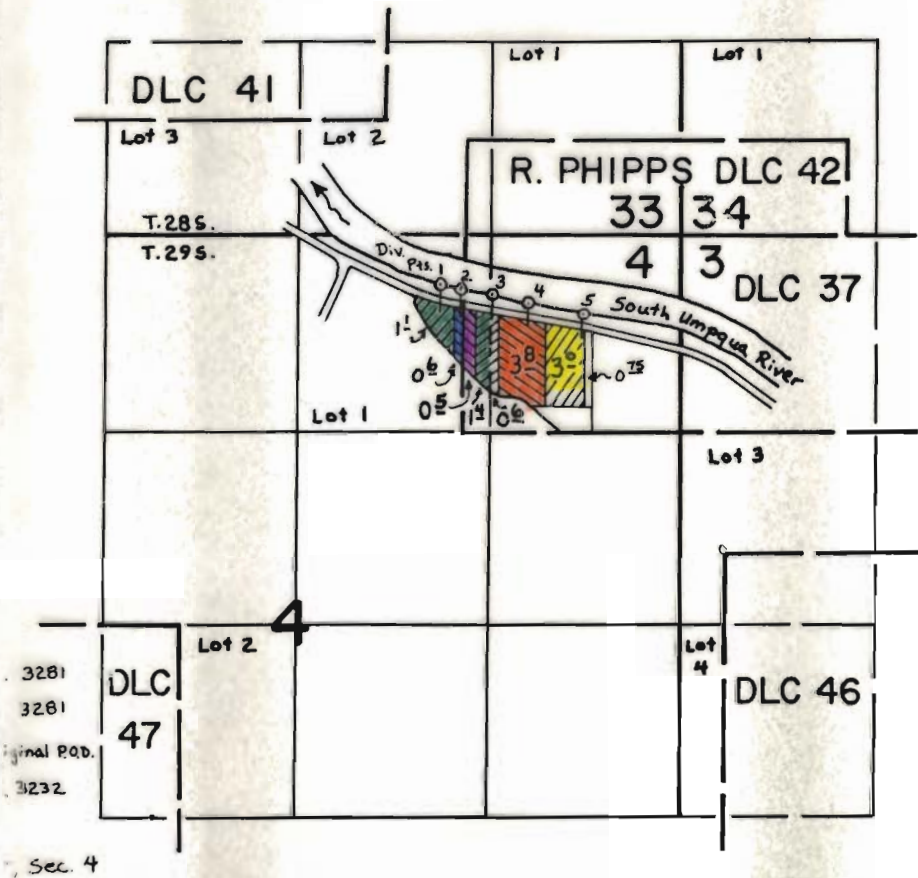 Lot 1
Lot 1
DLC 41
Lot 3
Lot 2
R. PHIPPS DLC 42
33 34
T. 28 S.
T. 29 S.
4 3
DLC 37
Div. pts. 1 2 3 4 5
South Umpqua River
1 1
3 8
3 6
0 75
0 6
0 5
1 4
0 6
Lot 1
Lot 3
4
Lot 2
Lot 4
3281
DLC 47
DLC 46
3281
iginal P.O.D.
3232
, Sec. 4